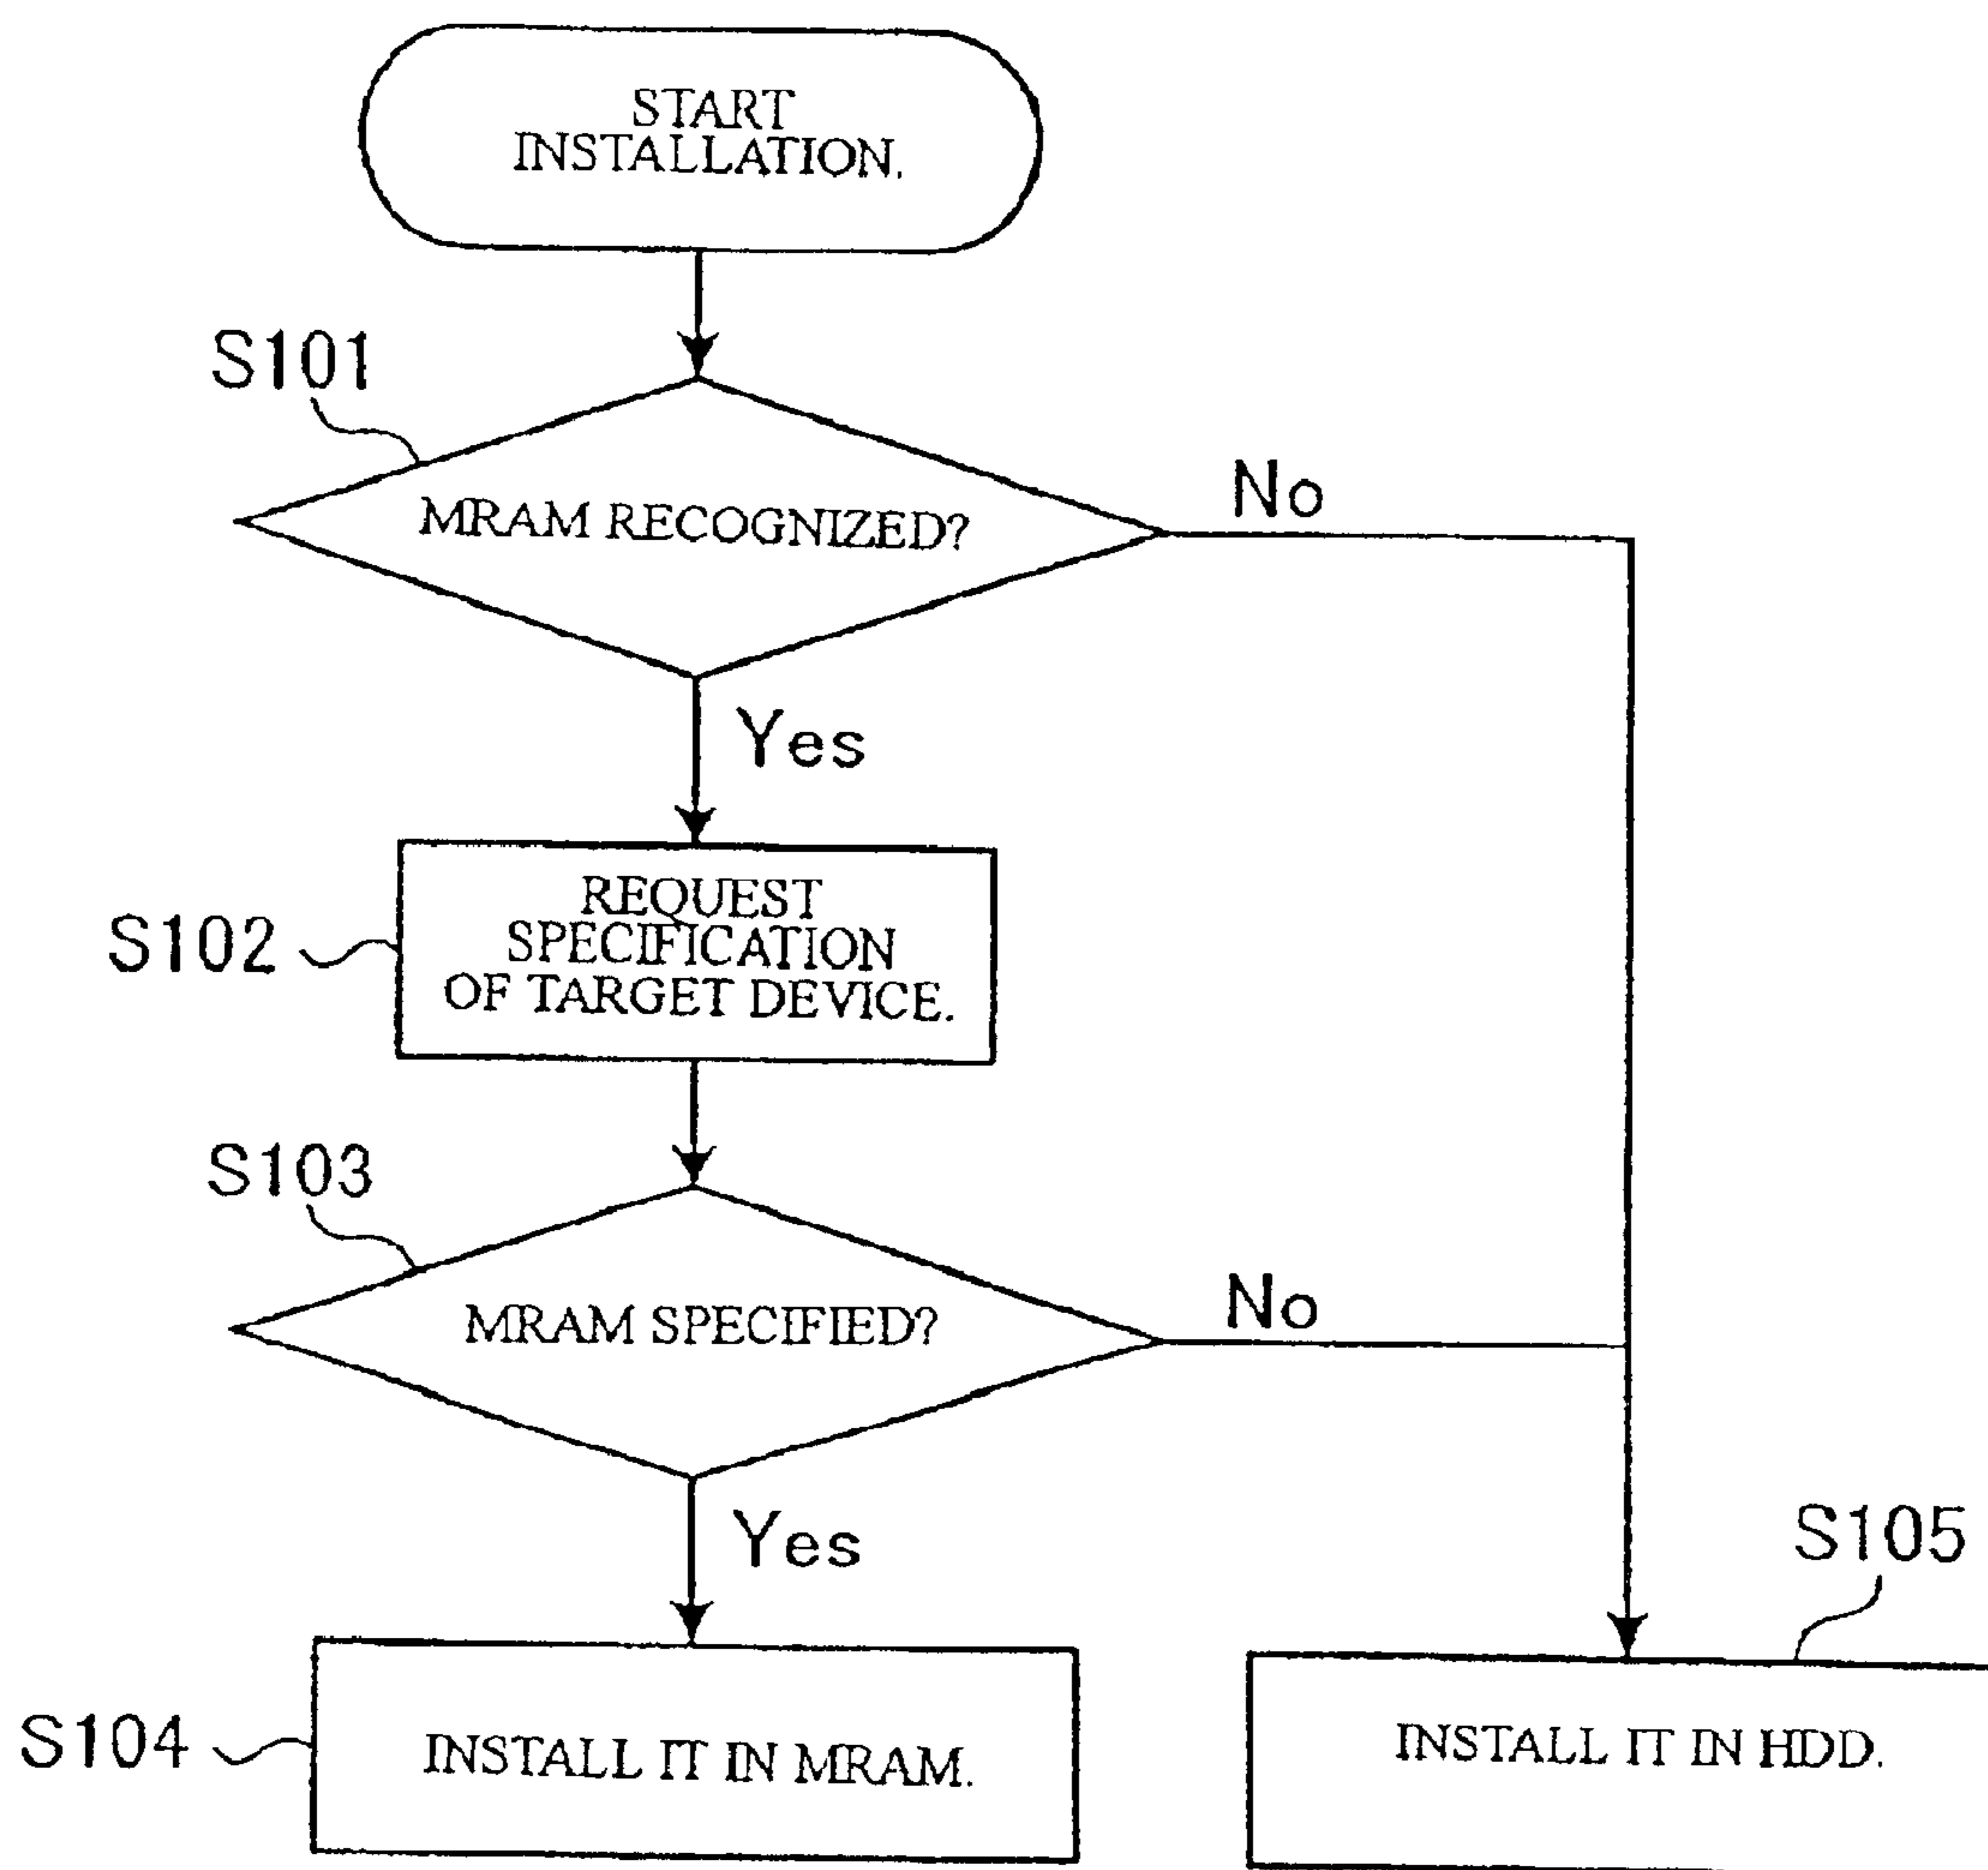 START
INSTALLATION.
S101
MRAM RECOGNIZED?
No
Yes
S102
REQUEST
SPECIFICATION
OF TARGET DEVICE.
S103
MRAM SPECIFIED?
No
Yes
S105
S104
INSTALL IT IN MRAM.
INSTALL IT IN HDD.